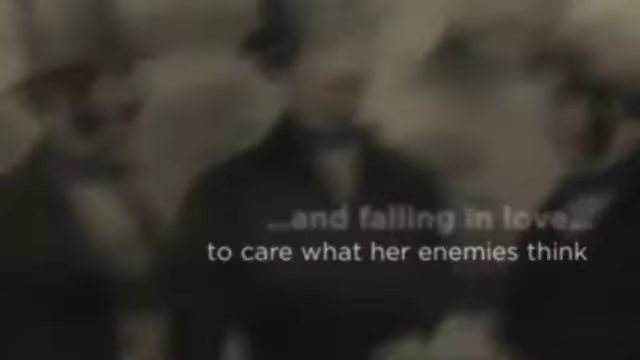 ...and falling in love...
to care what her enemies think